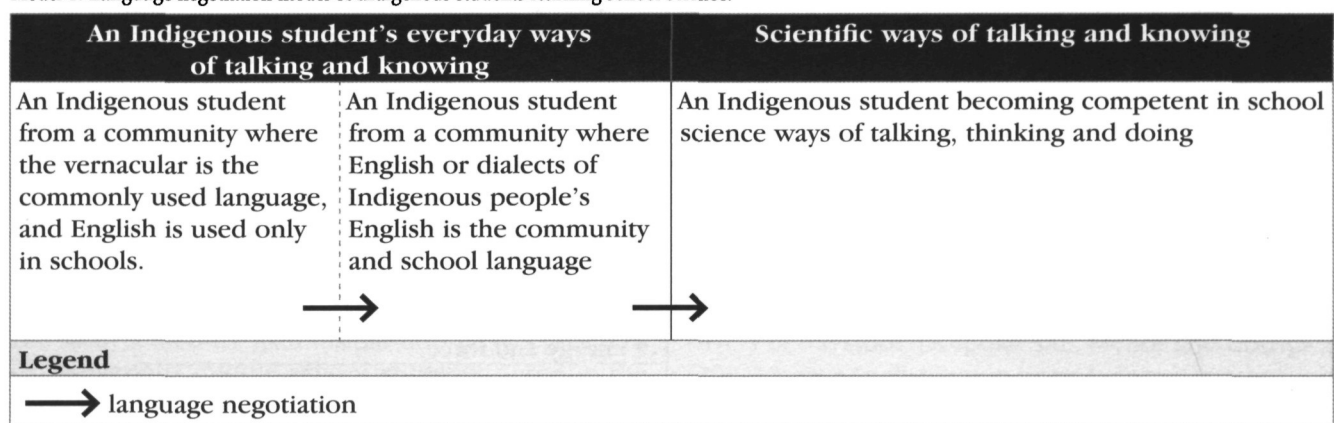 An Indigenous student's everyday ways
of talking and knowing
Scientific ways of talking and knowing
An Indigenous student
from a community where
the vernacular is the
commonly used language,
and English is used only
in schools.
An Indigenous student
from a community where
English or dialects of
Indigenous people's
English is the community
and school language
An Indigenous student becoming competent in school
science ways of talking, thinking and doing
Legend
language negotiation